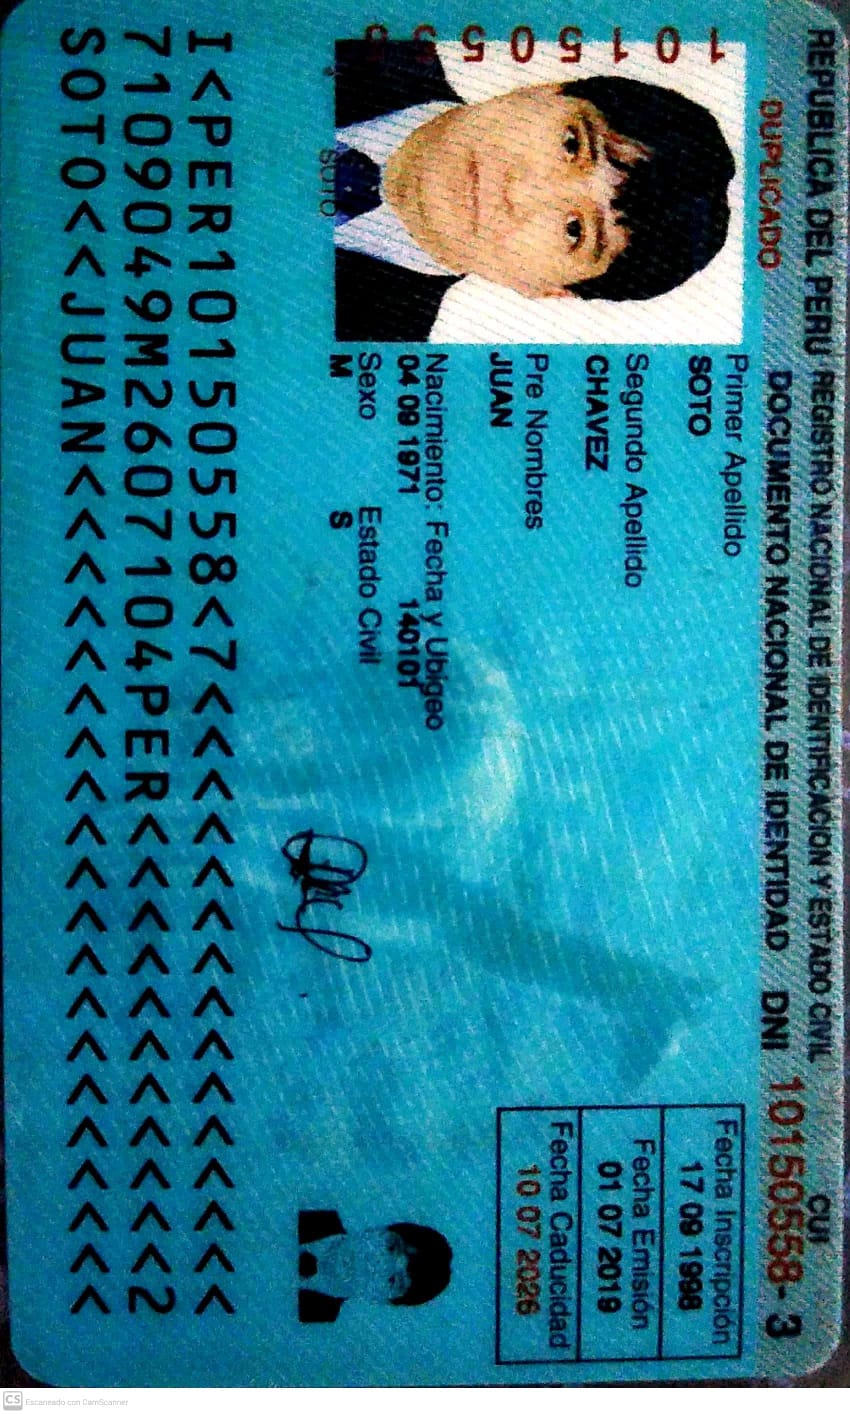 REPUBLICA DEL PERU REGISTRO NACIONAL DE IDENTIFICACION Y ESTADO CIVIL
CUI
DUPLICADO
DOCUMENTO NACIONAL DE IDENTIDAD DNI 10150558 - 3
Primer Apellido
SOTO
Segundo Apellido
CHAVEZ
Pre Nombres
JUAN
Nacimiento: Fecha y Ubigeo
04 09 1971 140101
Sexo Estado Civil
M S
Fecha Inscripción
17 09 1998
Fecha Emisión
01 07 2019
Fecha Caducidad
10 07 2026
10150558
SOTO
I<PER10150558<7<<<<<<<<<<<<<<<
7109049M2607104PER<<<<<<<<<<<2
SOTO<<JUAN<<<<<<<<<<<<<<<<<<<<
CS Escaneado con CamScanner